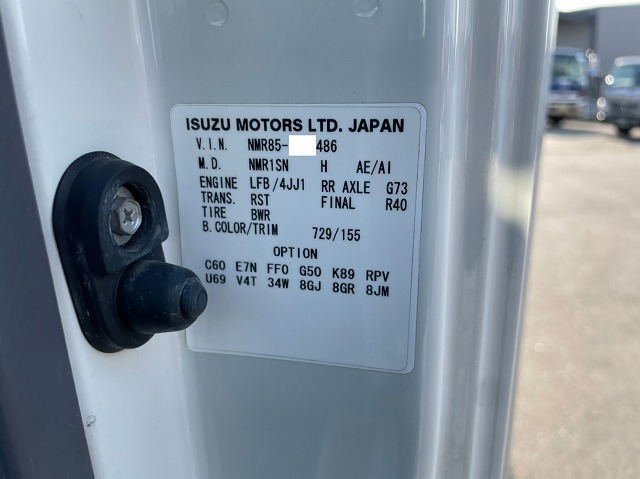 ISUZU MOTORS LTD. JAPAN
V.I.N. NMR85- 486
M.D. NMR1SN H AE/AI
ENGINE LFB/4JJ1 RR AXLE G73
TRANS. RST FINAL R40
TIRE BWR
B.COLOR/TRIM 729/155
OPTION
C60 E7N FF0 G50 K89 RPV
U69 V4T 34W 8GJ 8GR 8JM